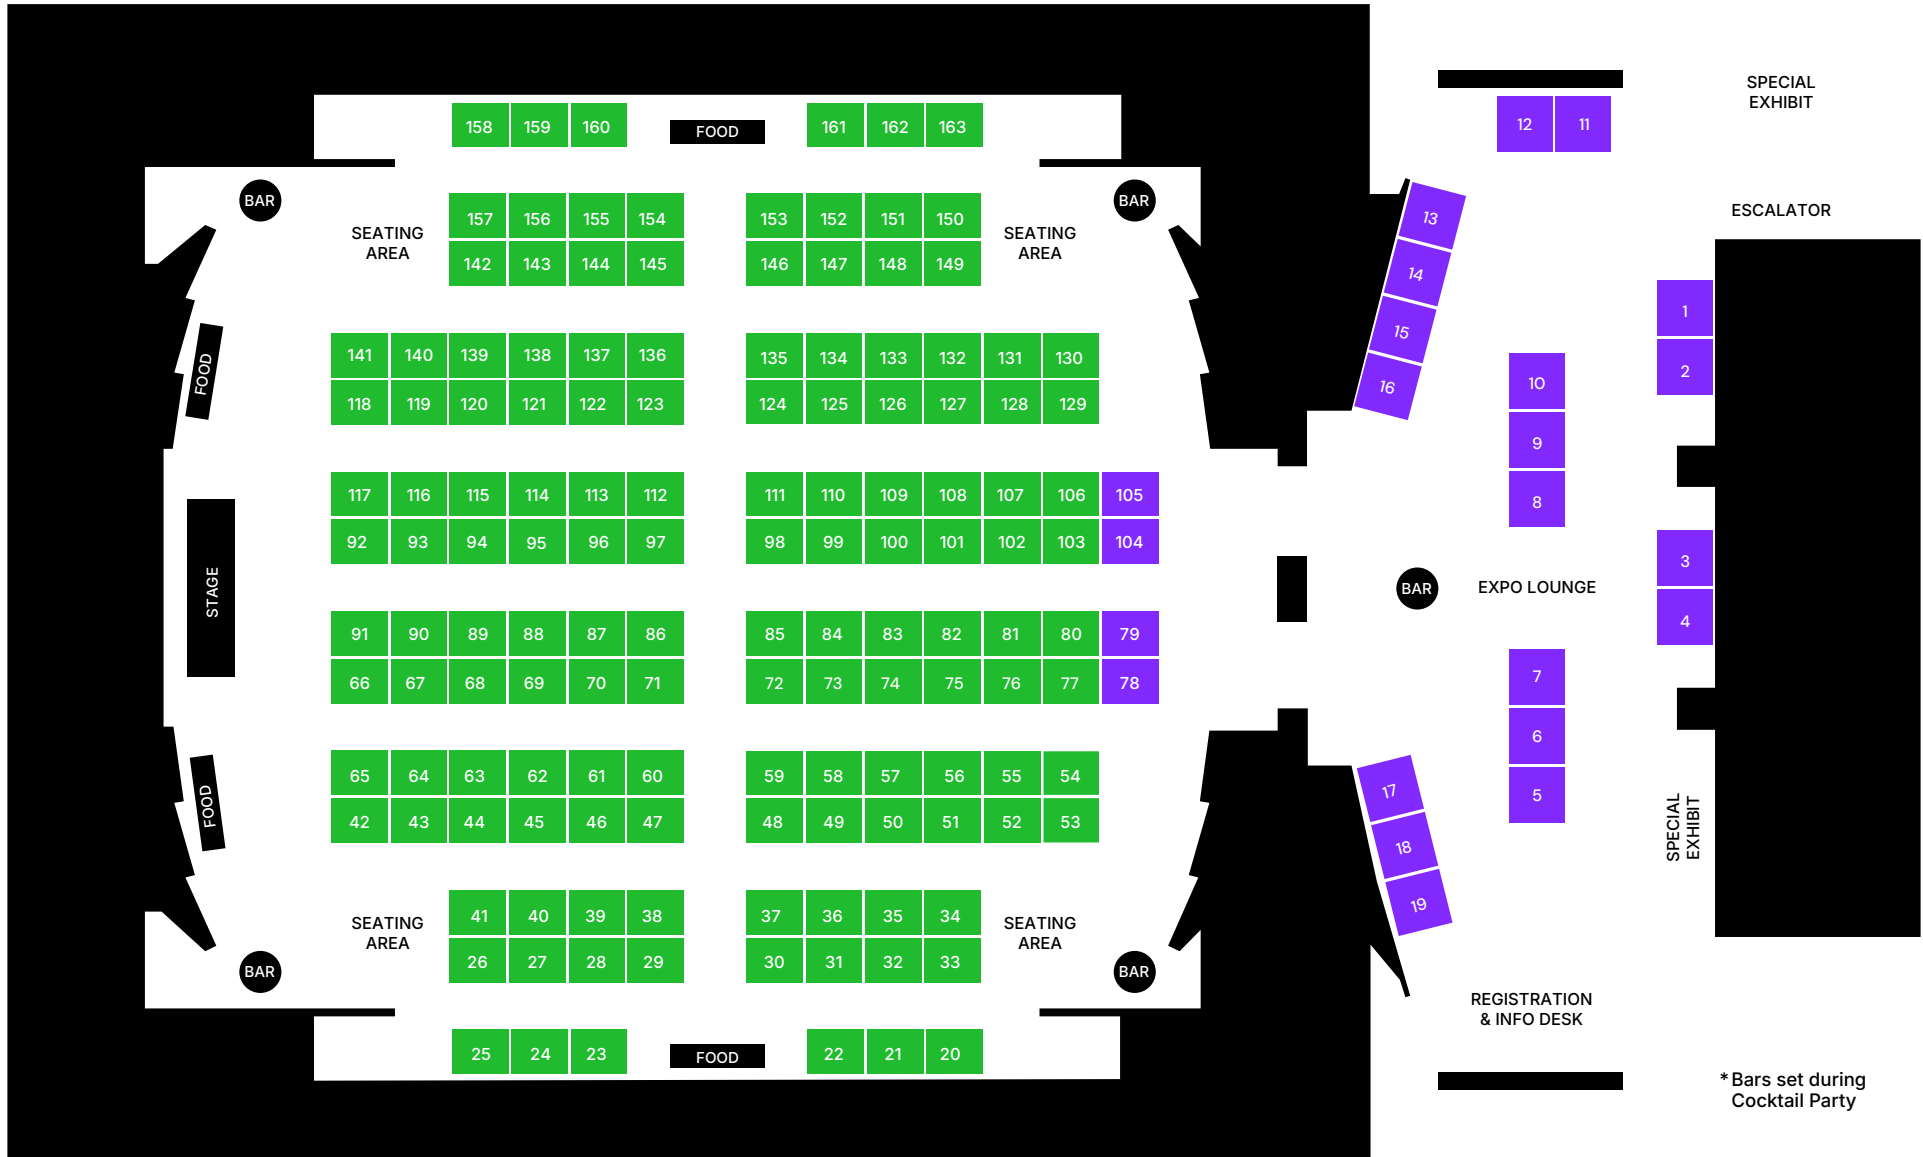 158 159 160 FOOD 161 162 163
12 11
SPECIAL
EXHIBIT
BAR
BAR
SEATING
AREA
157 156 155 154 153 152 151 150
142 143 144 145 146 147 148 149
SEATING
AREA
13
14
15
16
ESCALATOR
1
2
FOOD
141 140 139 138 137 136 135 134 133 132 131 130
118 119 120 121 122 123 124 125 126 127 128 129
10
9
8
117 116 115 114 113 112 111 110 109 108 107 106 105
92 93 94 95 96 97 98 99 100 101 102 103 104
STAGE
BAR
EXPO LOUNGE
3
4
91 90 89 88 87 86 85 84 83 82 81 80 79
66 67 68 69 70 71 72 73 74 75 76 77 78
7
6
5
FOOD
65 64 63 62 61 60 59 58 57 56 55 54
42 43 44 45 46 47 48 49 50 51 52 53
17
18
19
SPECIAL
EXHIBIT
SEATING
AREA
41 40 39 38 37 36 35 34
26 27 28 29 30 31 32 33
SEATING
AREA
BAR
BAR
REGISTRATION
& INFO DESK
25 24 23 FOOD 22 21 20
*Bars set during
Cocktail Party